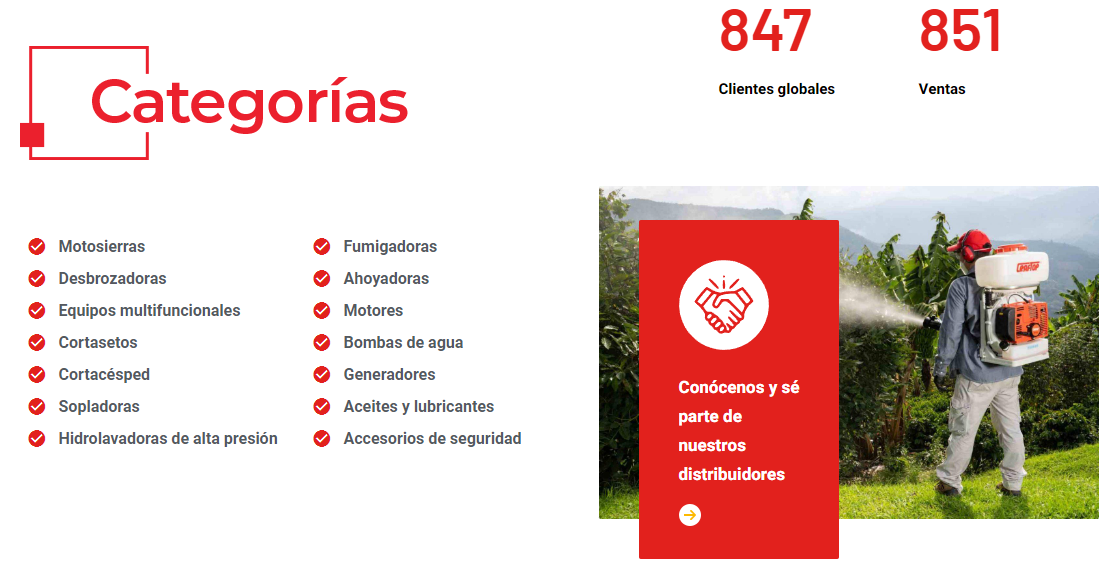 847
851
Clientes globales
Ventas
Categorías
Motosierras
Desbrozadoras
Equipos multifuncionales
Cortasetos
Cortacésped
Sopladoras
Hidrolavadoras de alta presión
Fumigadoras
Ahoyadoras
Motores
Bombas de agua
Generadores
Aceites y lubricantes
Accesorios de seguridad
Conócenos y sé
parte de
nuestros
distribuidores